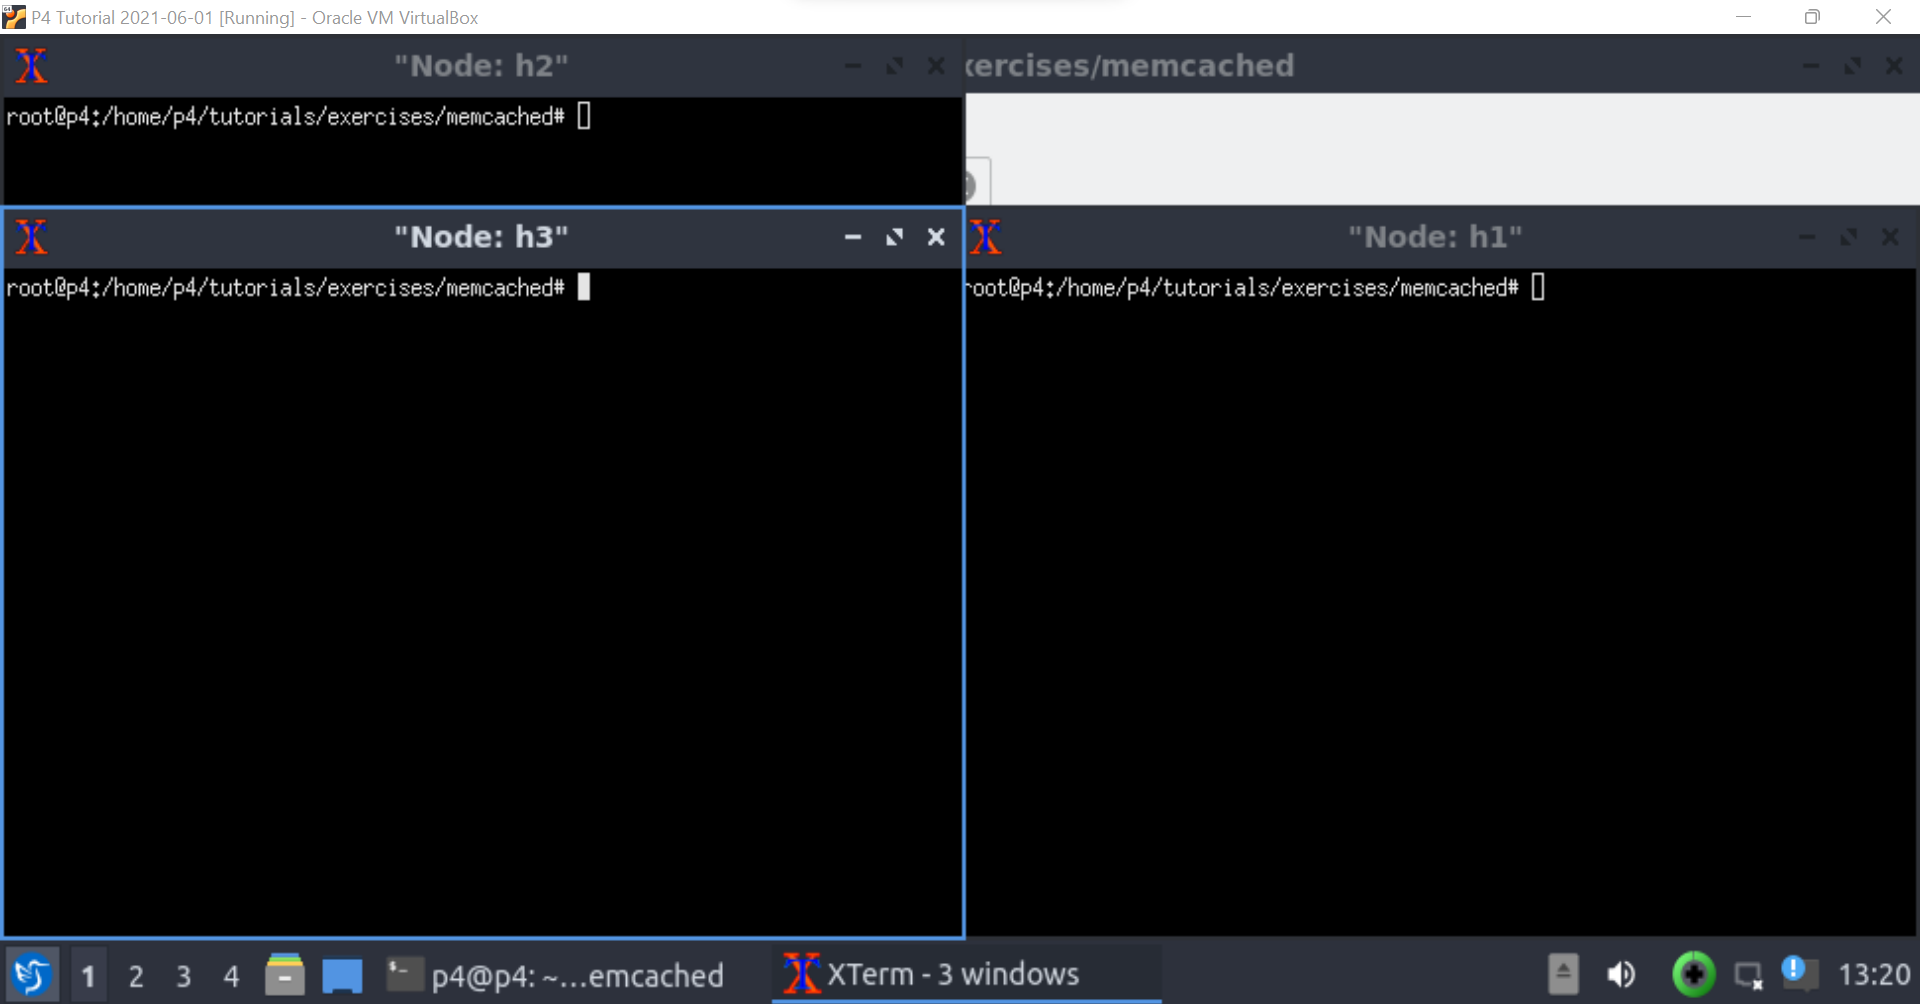 P4 Tutorial 2021-06-01 [Running] - Oracle VM VirtualBox
"Node: h2"
xercises/memcached
root@p4:/home/p4/tutorials/exercises/memcached#
"Node: h3"
"Node: h1"
root@p4:/home/p4/tutorials/exercises/memcached#
root@p4:/home/p4/tutorials/exercises/memcached#
1 2 3 4
p4@p4: ~...emcached
XTerm - 3 windows
13:20